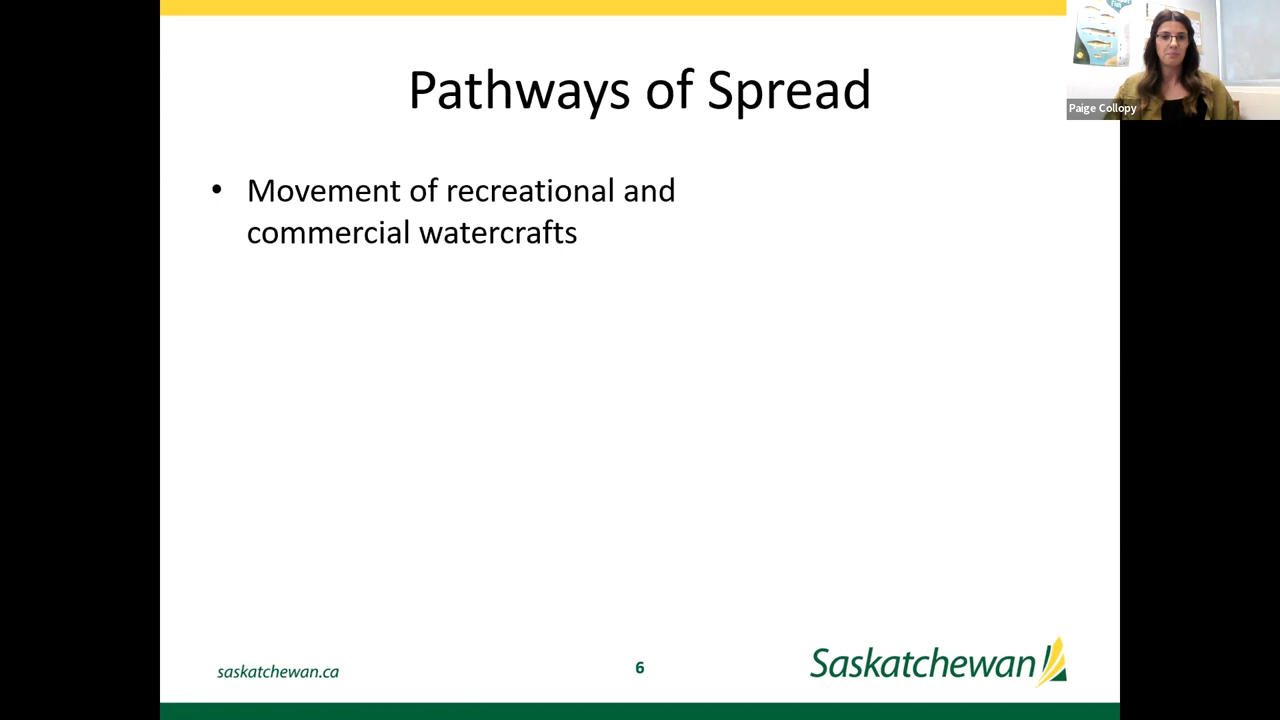 Pathways of Spread
Paige Collopy
• Movement of recreational and
commercial watercrafts
saskatchewan.ca
6
Saskatchewan